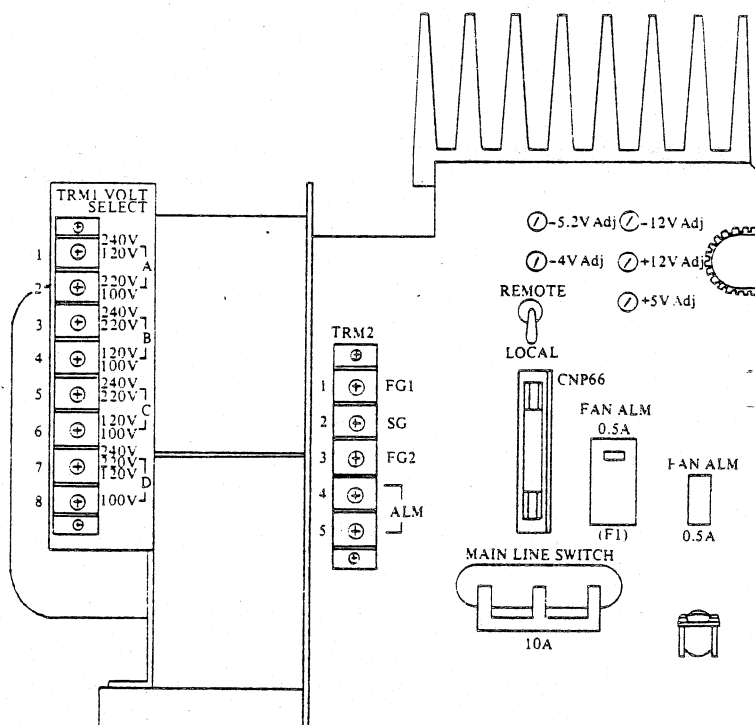 TRM1 VOLT
SELECT
1
240V
120V
A
2
220V
100V
3
240V
220V
B
4
120V
100V
5
240V
220V
C
6
120V
100V
7
240V
220V
120V
D
8
100V
TRM2
1 FG1
2 SG
3 FG2
4
ALM
5
-5.2V Adj
-12V Adj
-4V Adj
+12V Adj
+5V Adj
REMOTE
LOCAL
CNP66
FAN ALM
0.5A
(F1)
FAN ALM
0.5A
MAIN LINE SWITCH
10A